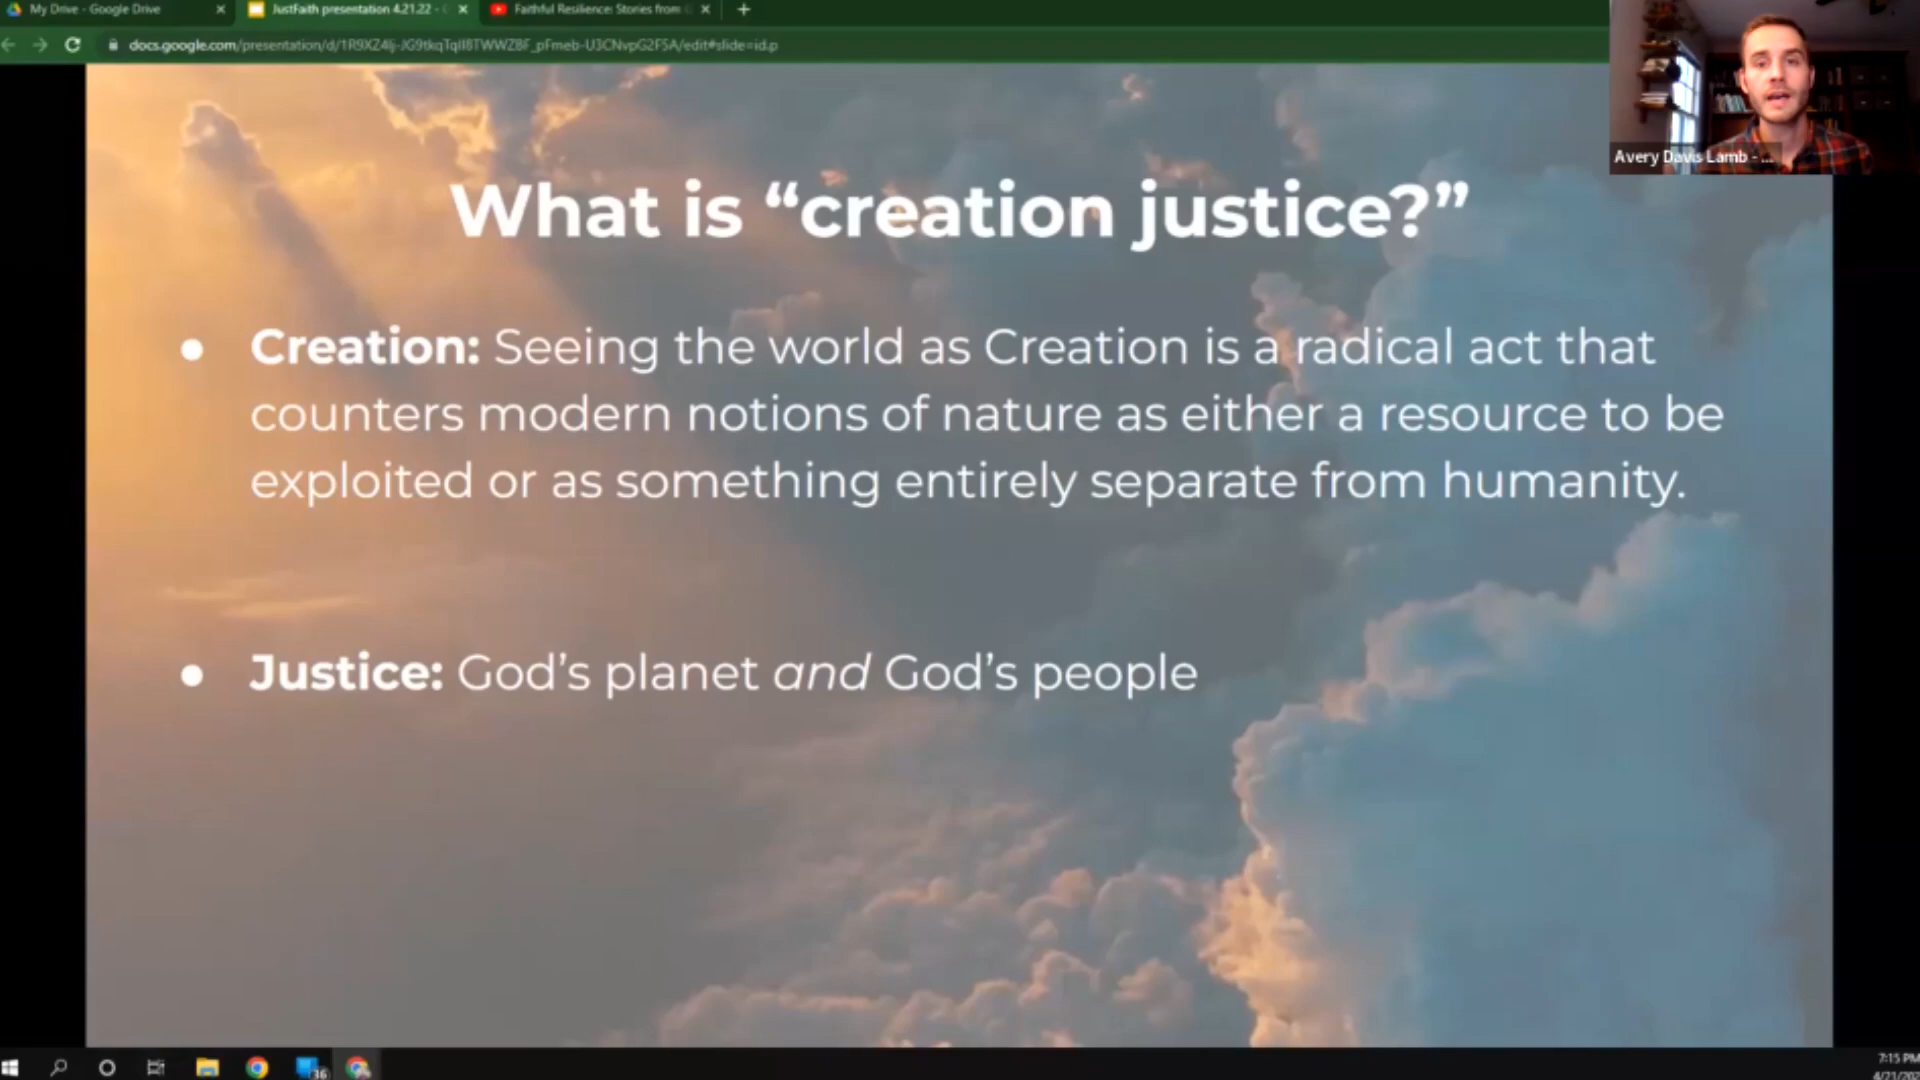 My Drive - Google Drive
JustFaith presentation 4.21.22 -
Faithful Resilience: Stories from
Avery Davis Lamb - ...
What is “creation justice?”
● Creation: Seeing the world as Creation is a radical act that
counters modern notions of nature as either a resource to be
exploited or as something entirely separate from humanity.
● Justice: God’s planet and God’s people
36
7:15 PM